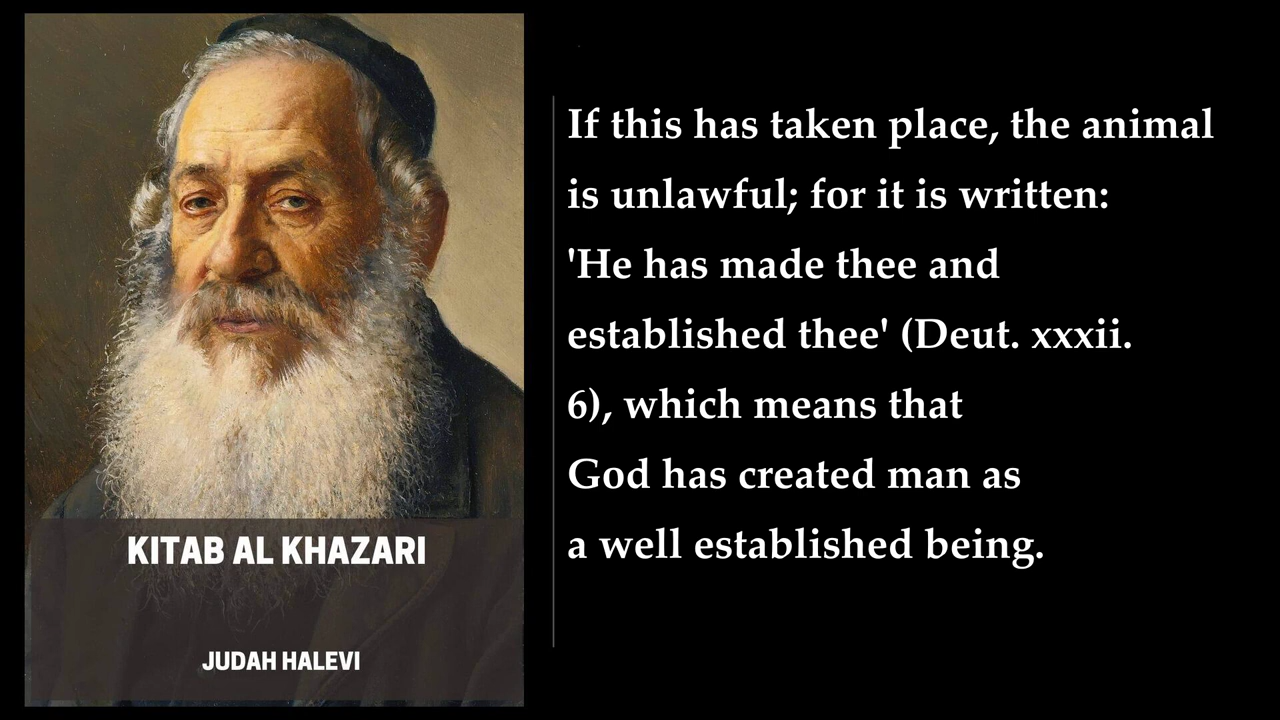 KITAB AL KHAZARI
JUDAH HALEVI
If this has taken place, the animal
is unlawful; for it is written:
'He has made thee and
established thee' (Deut. xxxii.
6), which means that
God has created man as
a well established being.